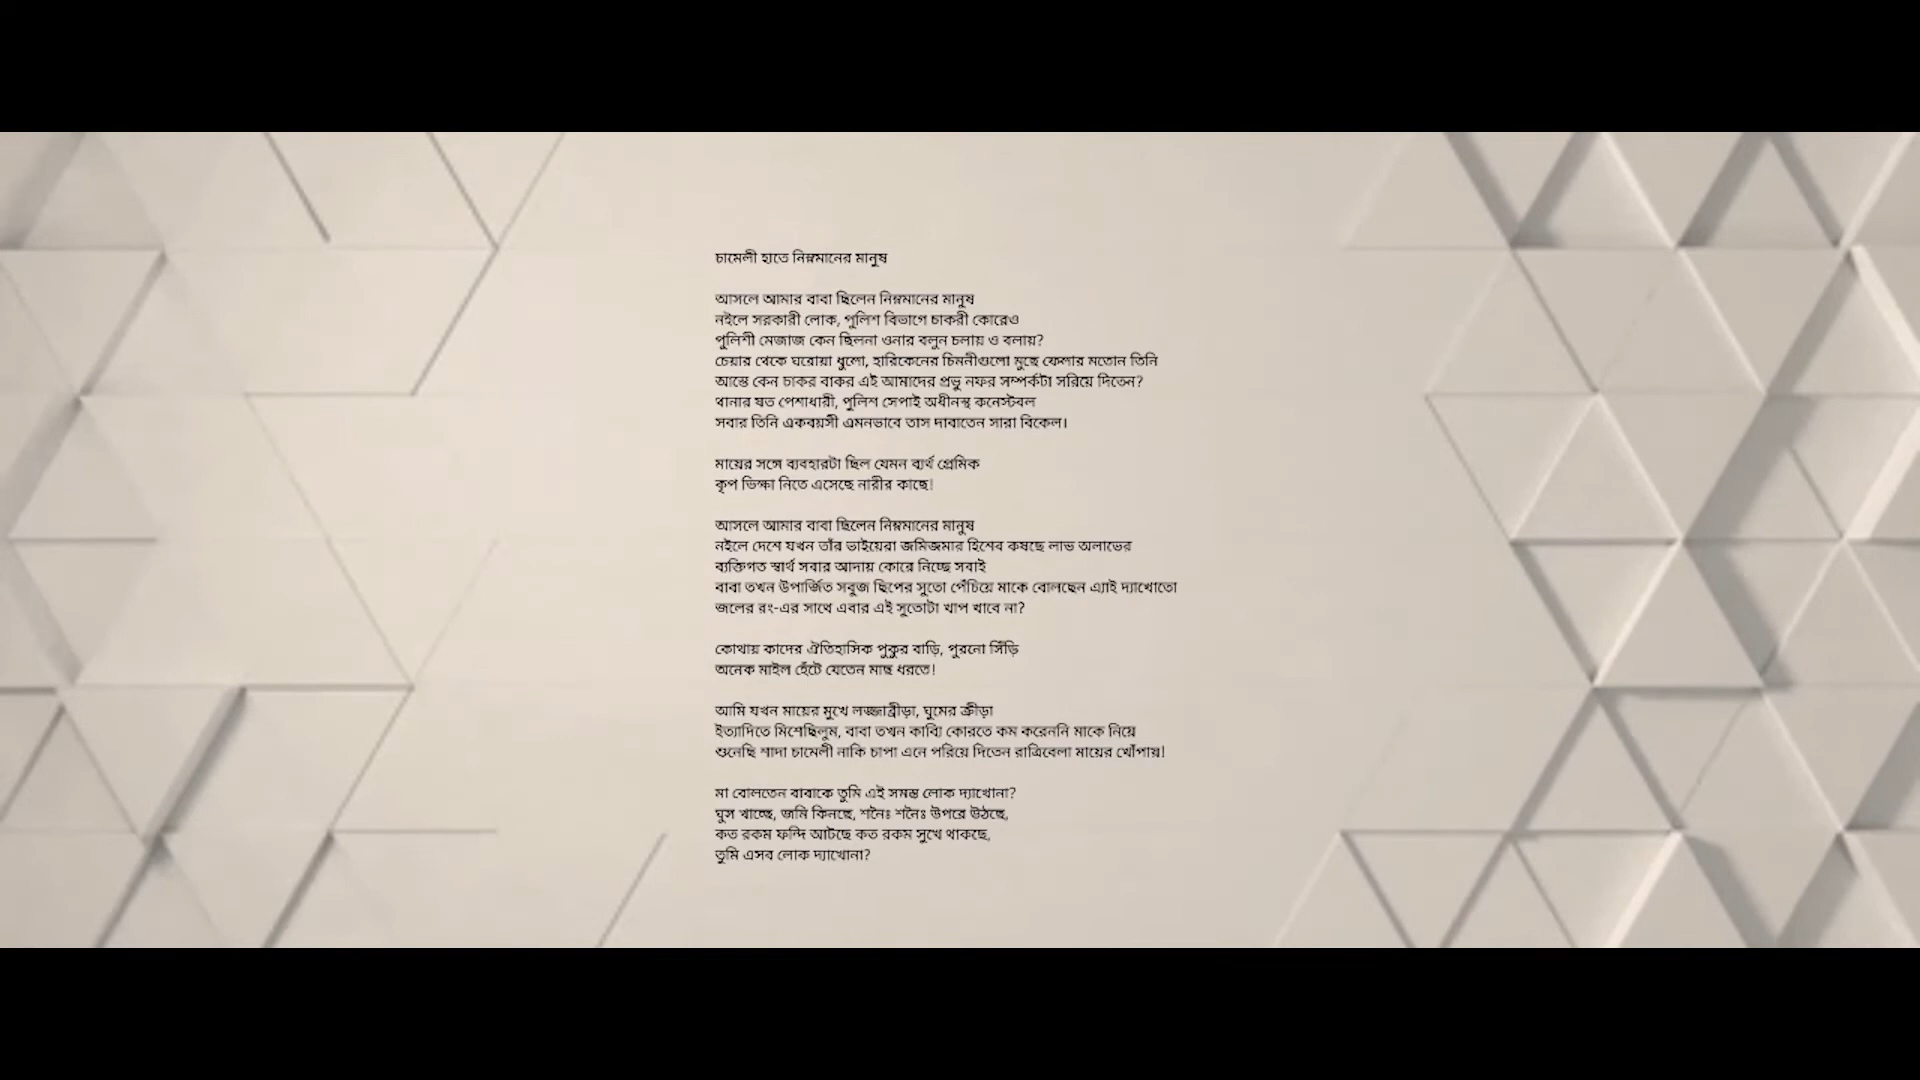 চামেলী হাতে নিম্নমানের মানুষ
আসলে আমার বাবা ছিলেন নিম্নমানের মানুষ
নইলে সরকারী লোক, পুলিশ বিভাগে চাকরী কোরেও
পুলিশী মেজাজ কেন ছিলনা ওনার বলুন চলায় ও বলায়?
চেয়ার থেকে ঘরোয়া ধুলো, হারিকেনের চিমনীগুলো মুছে ফেলার মতোন তিনি
আস্তে কেন চাকর বাকর এই আমাদের প্রভু নফর সম্পর্কটা সরিয়ে দিতেন?
থানার যত পেশাধারী, পুলিশ সেপাই অধীনস্থ কনেস্টবল
সবার তিনি একবয়সী এমনভাবে তাস দাবাতেন সারা বিকেল।
মায়ের সঙ্গে ব্যবহারটা ছিল যেমন ব্যর্থ প্রেমিক
কৃপ ভিক্ষা নিতে এসেছে নারীর কাছে!
আসলে আমার বাবা ছিলেন নিম্নমানের মানুষ
নইলে দেশে যখন তাঁর ভাইয়েরা জমিজমার হিশেব কষছে লাভ অলাভের
ব্যক্তিগত স্বার্থ সবার আদায় কোরে নিচ্ছে সবাই
বাবা তখন উপার্জিত সবুজ ছিপের সুতো পেঁচিয়ে মাকে বোলছেন এ্যাই দ্যাখোতো
জলের রং-এর সাথে এবার এই সুতোটা খাপ খাবে না?
কোথায় কাদের ঐতিহাসিক পুকুর বাড়ি, পুরনো সিঁড়ি
অনেক মাইল হেঁটে যেতেন মাছ ধরতে!
আমি যখন মায়ের মুখে লজ্জাব্রীড়া, ঘুমের ক্রীড়া
ইত্যাদিতে মিশেছিলুম, বাবা তখন কাব্যি কোরতে কম করেননি মাকে নিয়ে
শুনেছি শাদা চামেলী নাকি চাপা এনে পরিয়ে দিতেন রাত্রিবেলা মায়ের খোঁপায়!
মা বোলতেন বাবাকে তুমি এই সমস্ত লোক দ্যাখোনা?
ঘুস খাচ্ছে, জমি কিনছে, শনৈঃ শনৈঃ উপরে উঠছে,
কত রকম ফন্দি আটছে কত রকম সুখে থাকছে,
তুমি এসব লোক দ্যাখোনা?